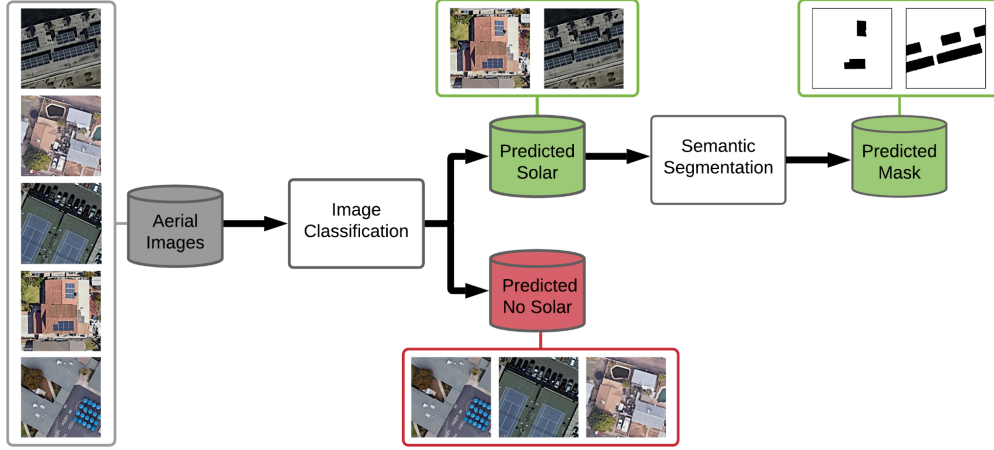 Aerial
Images
Image
Classification
Predicted
Solar
Semantic
Segmentation
Predicted
Mask
Predicted
No Solar